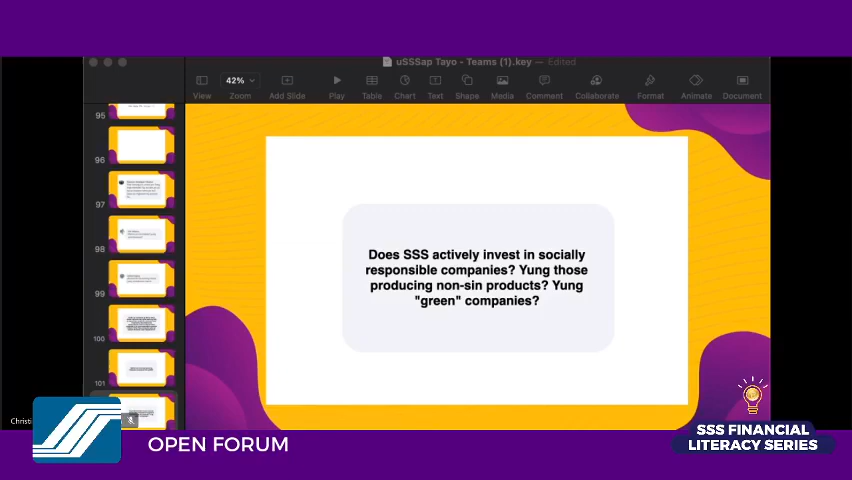 uSSSap Tayo - Teams (1).key — Edited
42%
View Zoom Add Slide Play Table Chart Text Shape Media Comment Collaborate Format Animate Document
95
96
97
98
99
100
101
Does SSS actively invest in socially
responsible companies? Yung those
producing non-sin products? Yung
"green" companies?
Christi
OPEN FORUM
SSS FINANCIAL
LITERACY SERIES